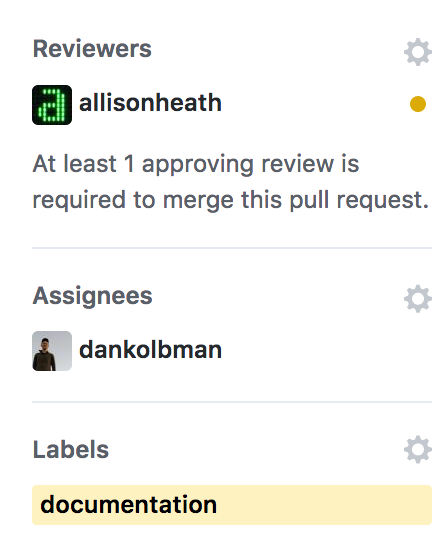 Reviewers
allisonheath
At least 1 approving review is
required to merge this pull request.
Assignees
dankolbman
Labels
documentation